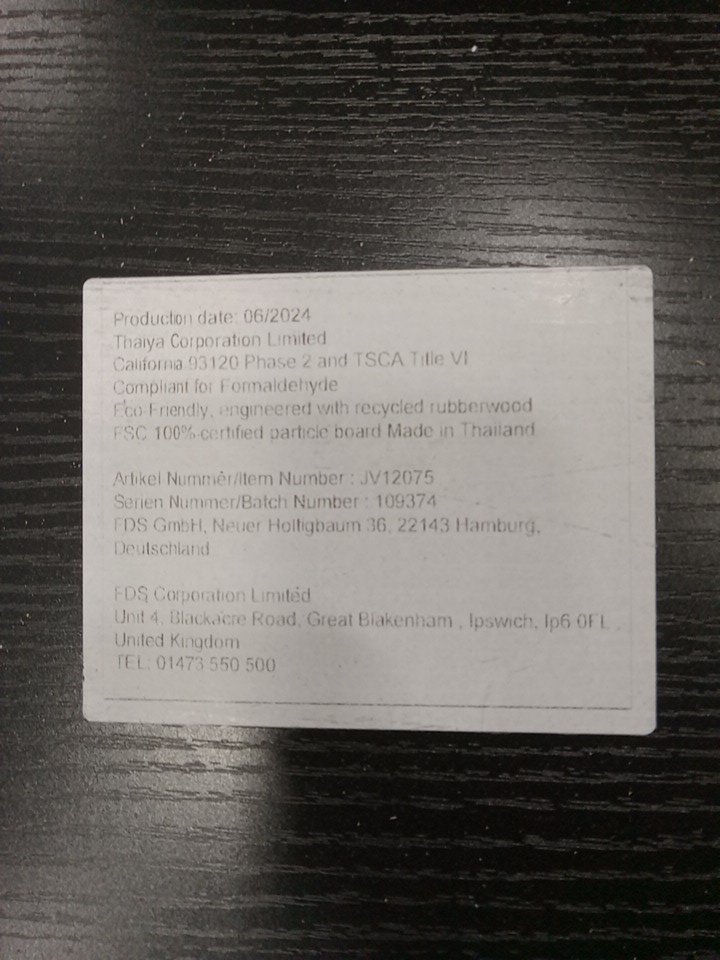 Production date: 06/2024
Thaiya Corporation Limited
California 93120 Phase 2 and TSCA Title VI
Compliant for Formaldehyde
Eco-Friendly, engineered with recycled rubberwood
FSC 100% certified particle board Made in Thailand
Artikel Nummer/Item Number : JV12075
Serien Nummer/Batch Number : 109374
FDS GmbH, Neuer Holtigbaum 36, 22143 Hamburg,
Deutschland
FDS Corporation Limited
Unit 4, Blackacre Road, Great Blakenham , Ipswich, Ip6 0FL
United Kingdom
TEL: 01473 550 500